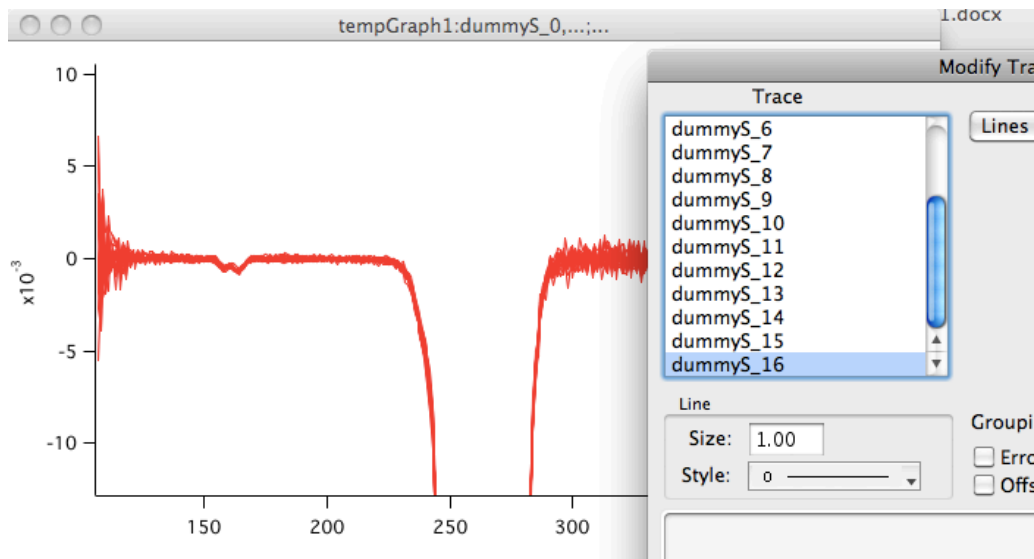 1.docx
tempGraph1:dummyS_0,...;...
Modify Tra
Trace
dummyS_6
dummyS_7
dummyS_8
dummyS_9
dummyS_10
dummyS_11
dummyS_12
dummyS_13
dummyS_14
dummyS_15
dummyS_16
Lines
Line
Size: 1.00
Style: 0
Groupi
Erro
Offs
10
5
0
-5
-10
x10⁻³
150 200 250 300